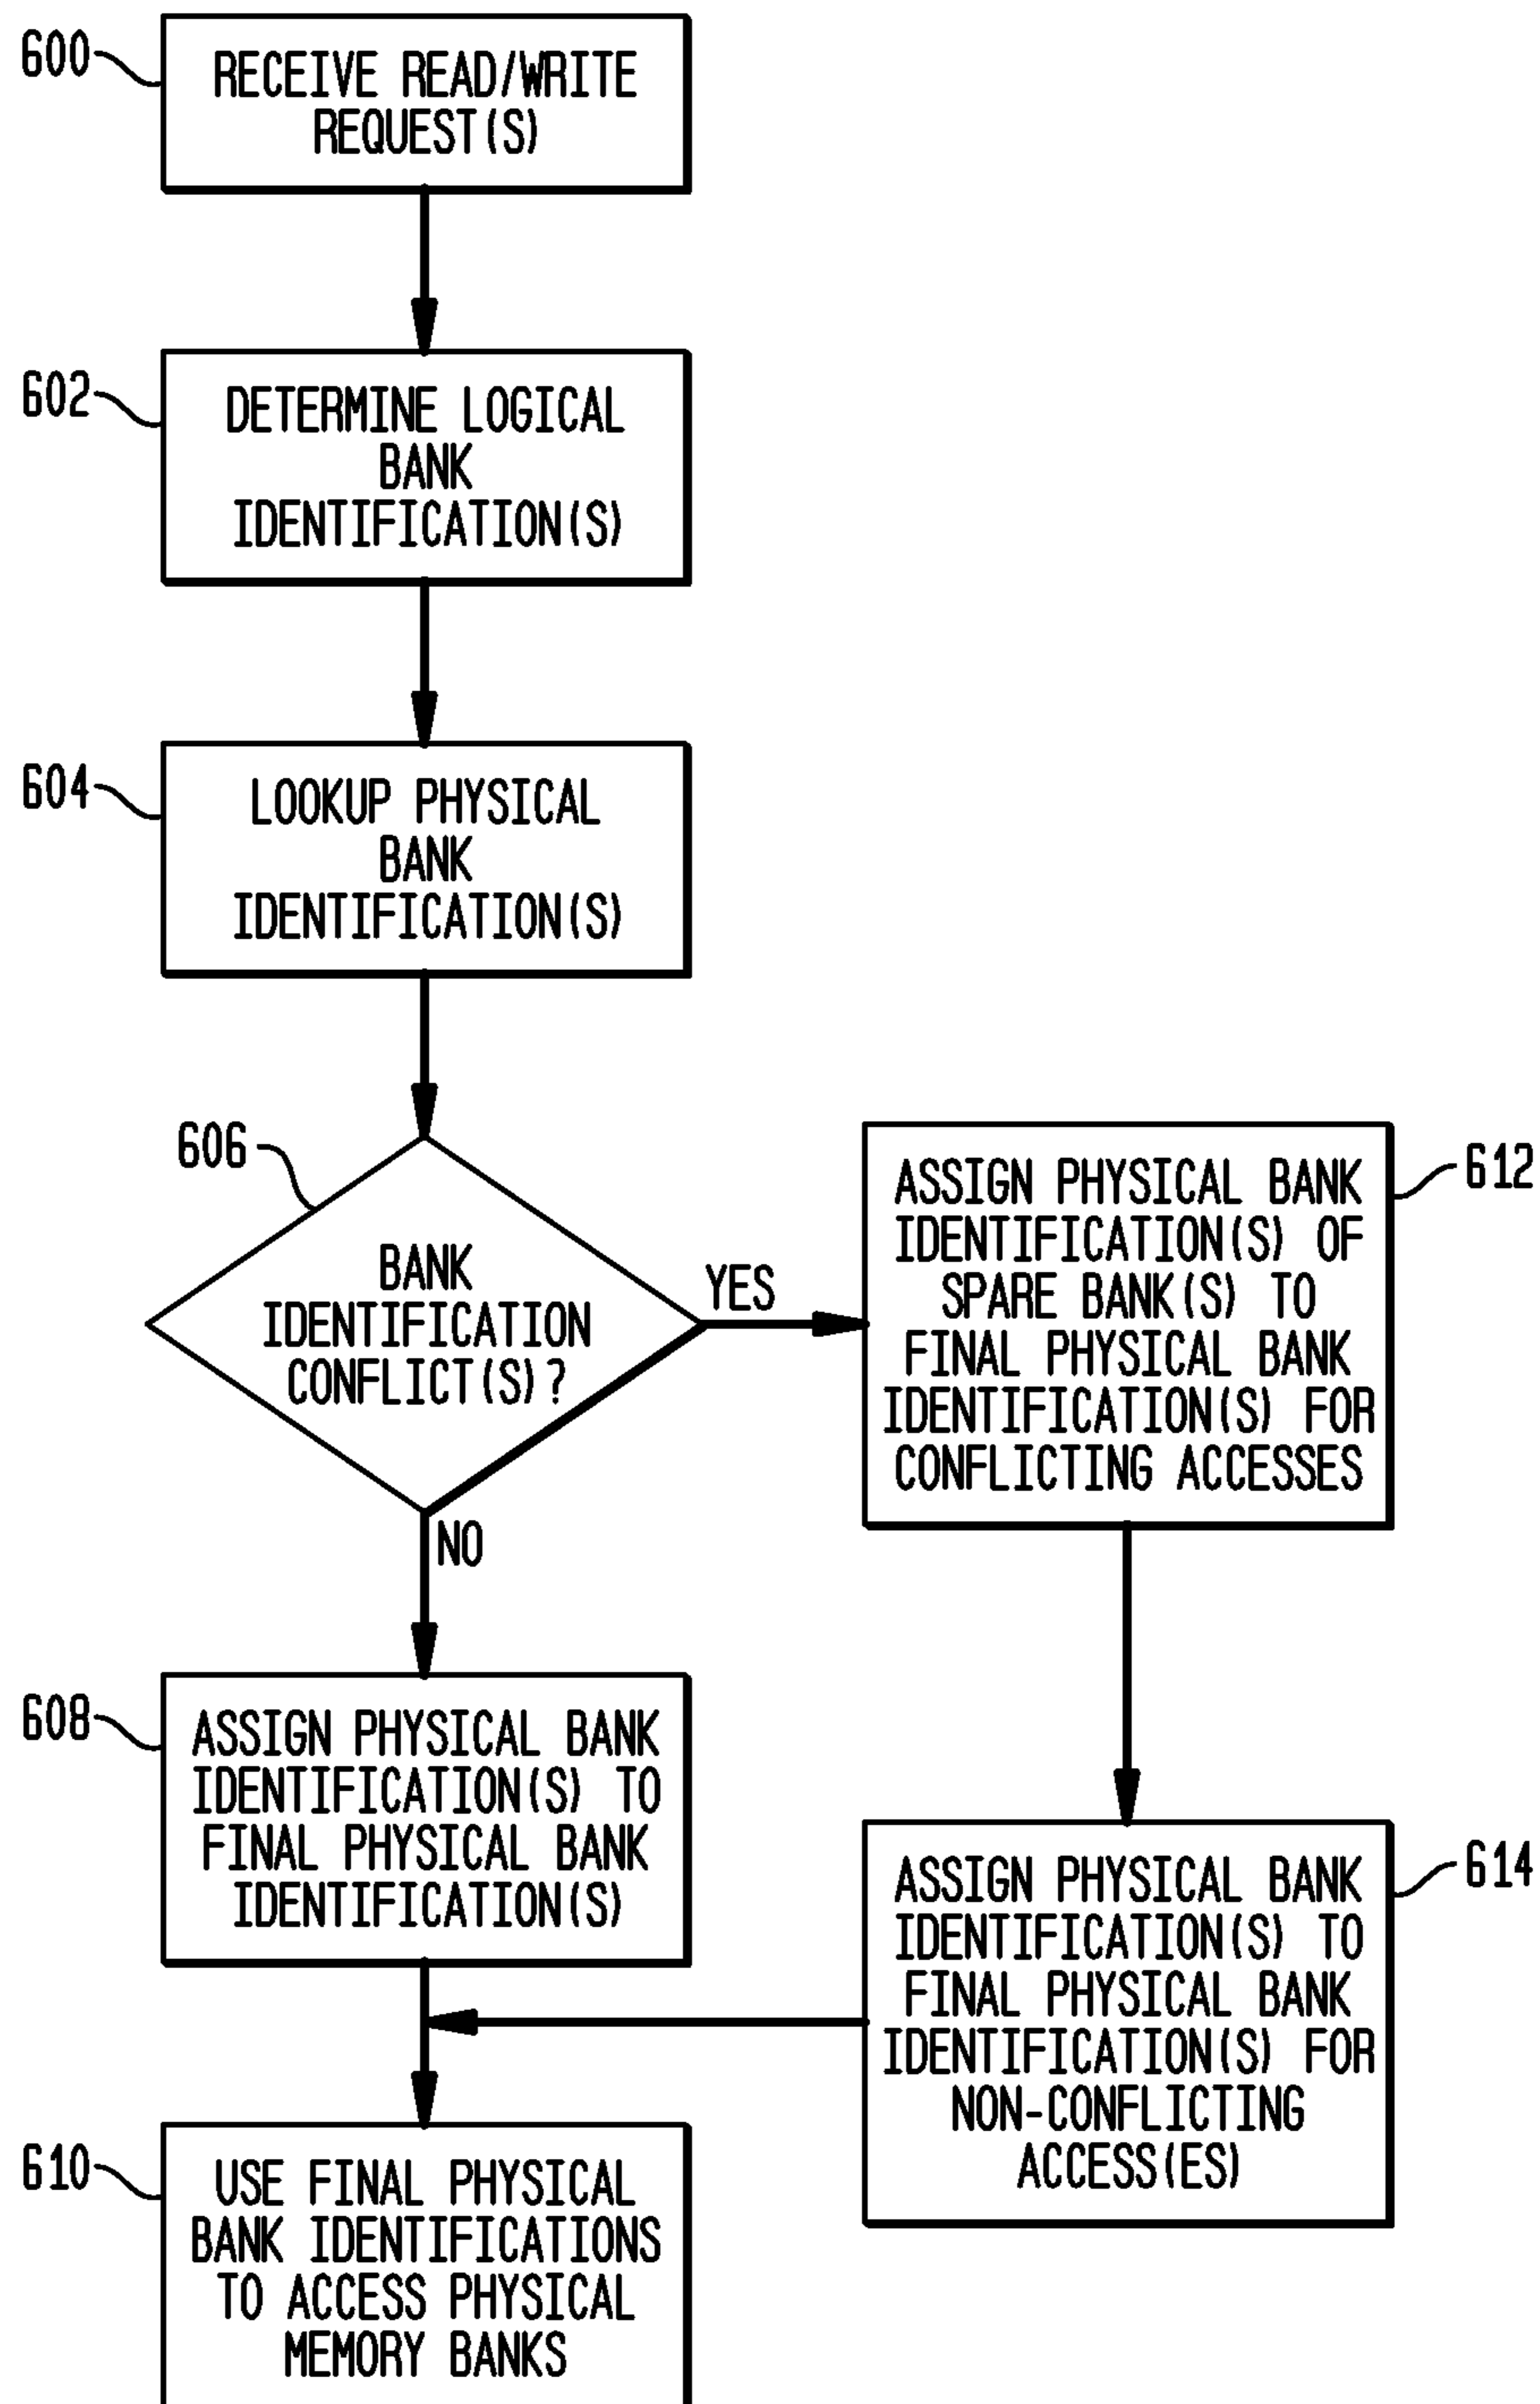 600
RECEIVE READ/WRITE
REQUEST(S)
602
DETERMINE LOGICAL
BANK
IDENTIFICATION(S)
604
LOOKUP PHYSICAL
BANK
IDENTIFICATION(S)
606
BANK
IDENTIFICATION
CONFLICT(S)?
YES
NO
612
ASSIGN PHYSICAL BANK
IDENTIFICATION(S) OF
SPARE BANK(S) TO
FINAL PHYSICAL BANK
IDENTIFICATION(S) FOR
CONFLICTING ACCESSES
608
ASSIGN PHYSICAL BANK
IDENTIFICATION(S) TO
FINAL PHYSICAL BANK
IDENTIFICATION(S)
614
ASSIGN PHYSICAL BANK
IDENTIFICATION(S) TO
FINAL PHYSICAL BANK
IDENTIFICATION(S) FOR
NON-CONFLICTING
ACCESS(ES)
610
USE FINAL PHYSICAL
BANK IDENTIFICATIONS
TO ACCESS PHYSICAL
MEMORY BANKS